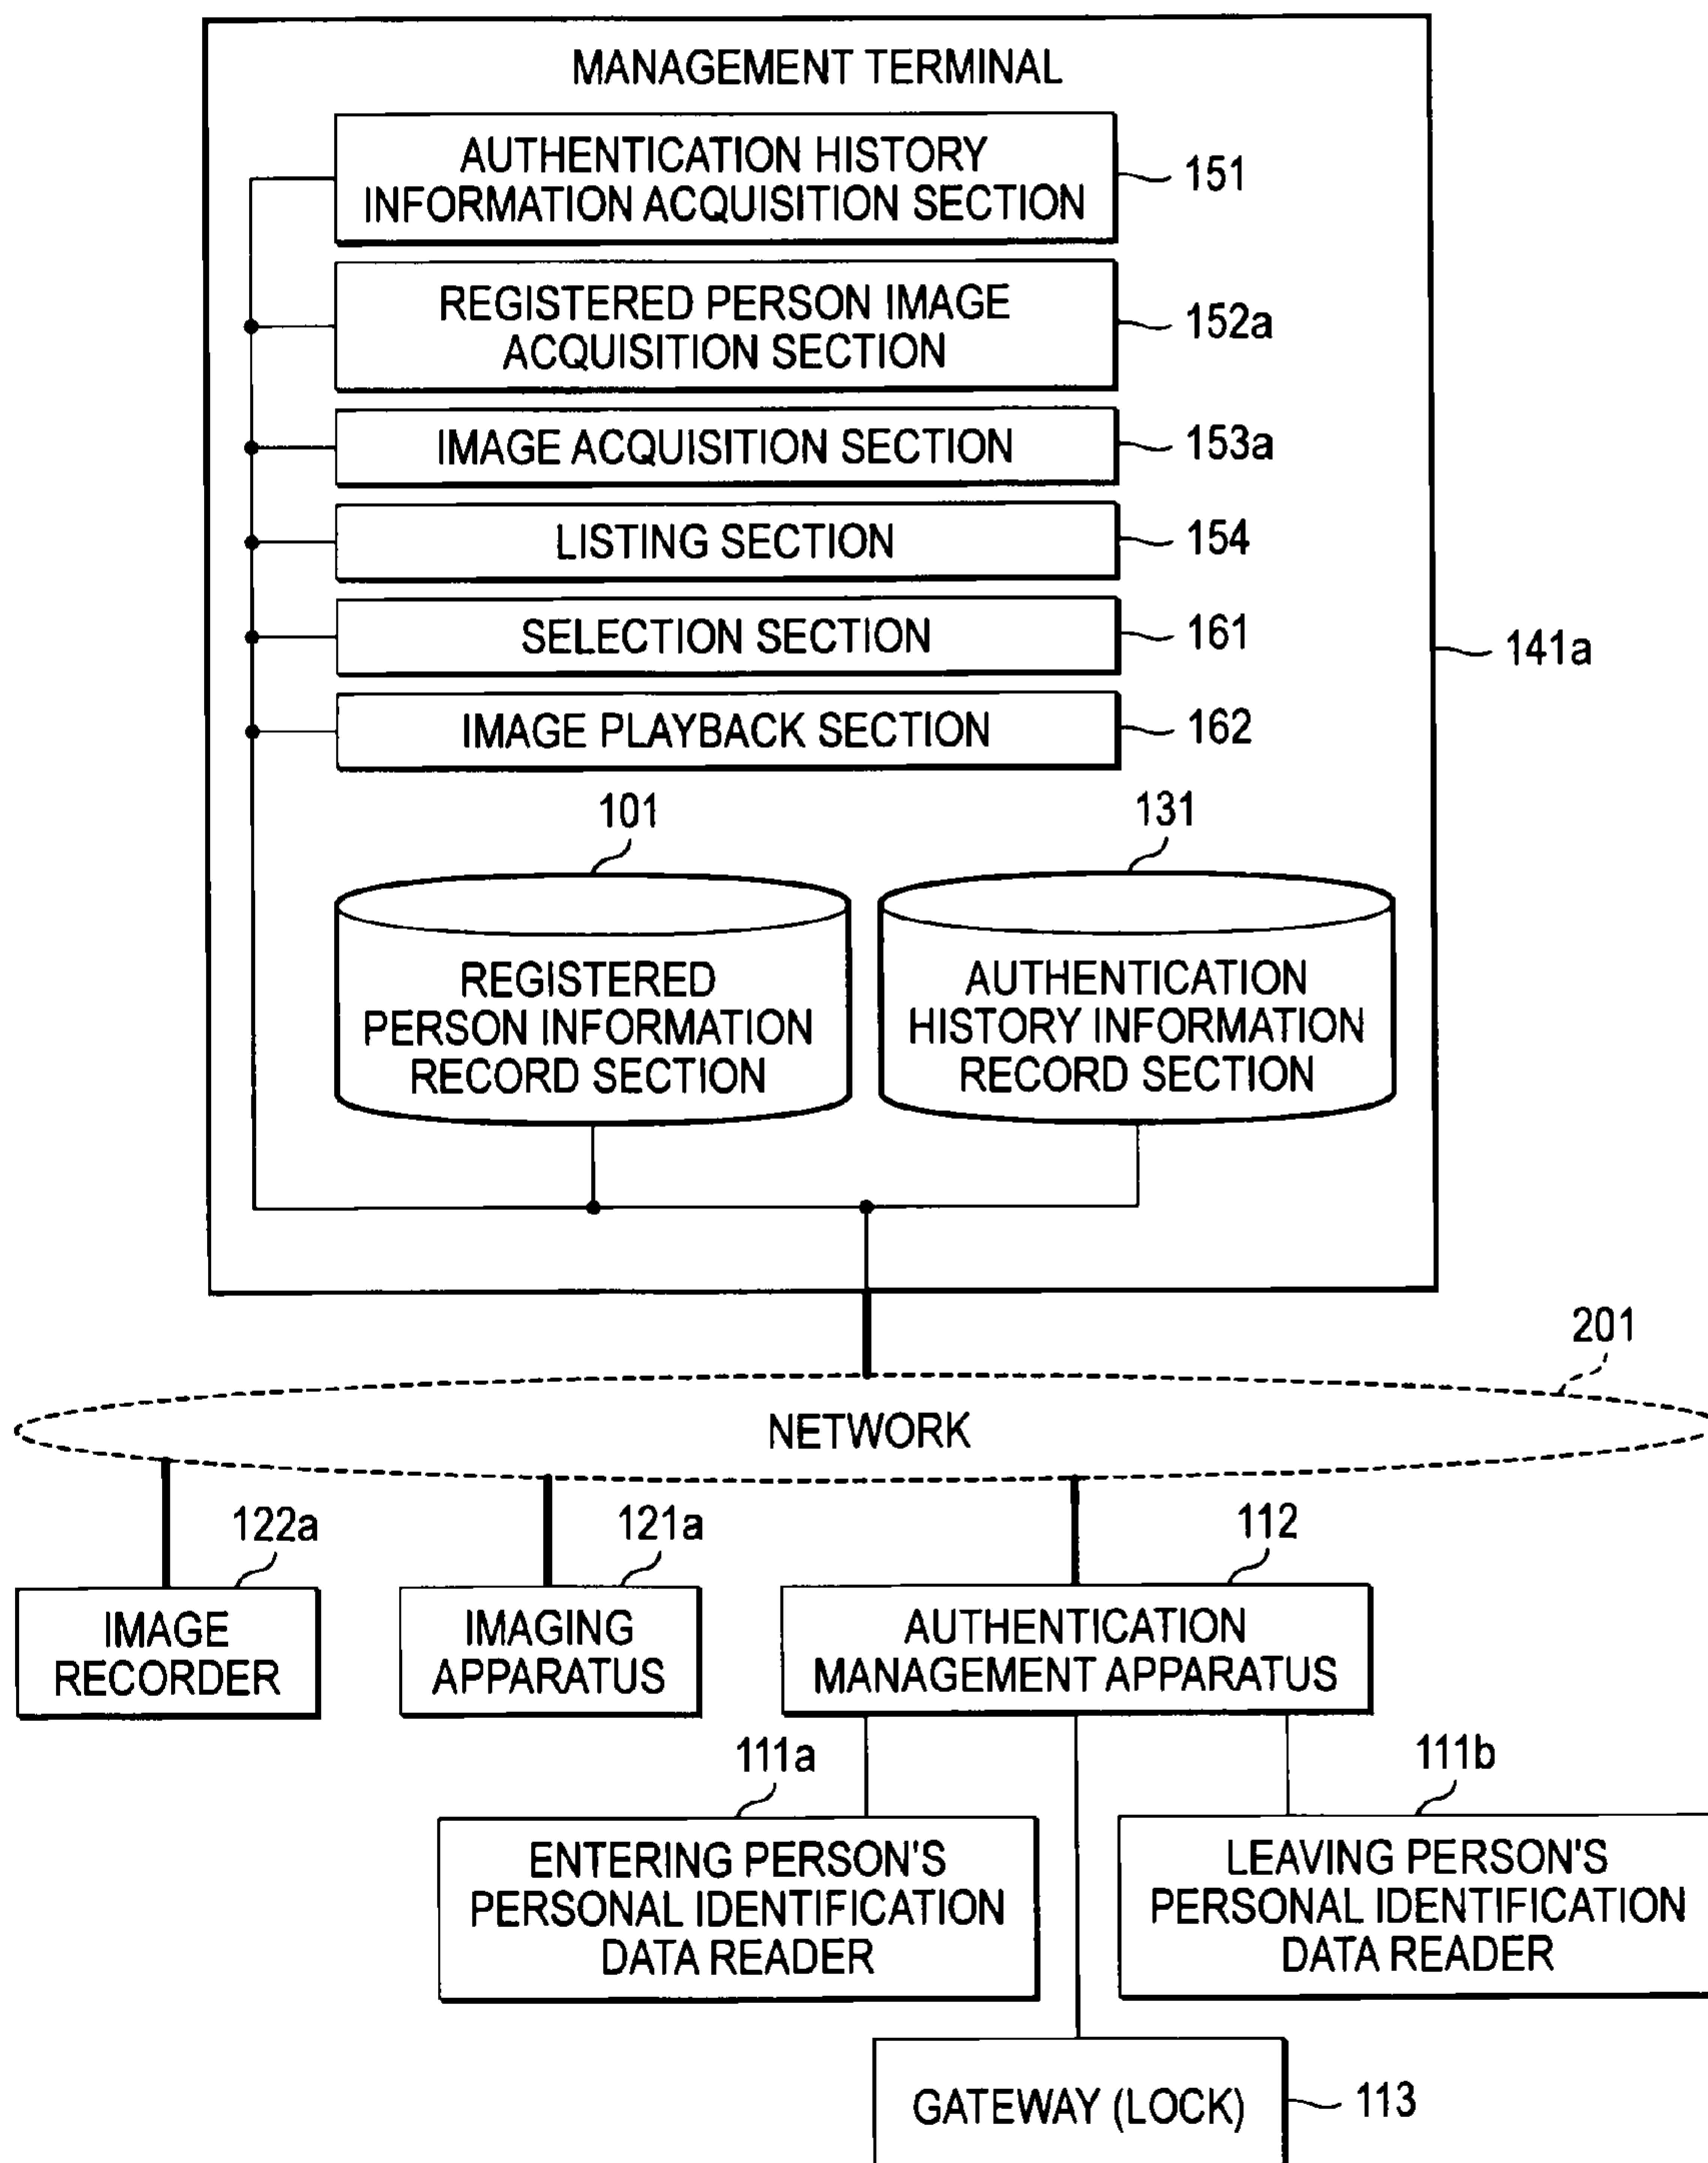 MANAGEMENT TERMINAL
AUTHENTICATION HISTORY
INFORMATION ACQUISITION SECTION
151
REGISTERED PERSON IMAGE
ACQUISITION SECTION
152a
IMAGE ACQUISITION SECTION
153a
LISTING SECTION
154
SELECTION SECTION
161
141a
IMAGE PLAYBACK SECTION
162
101
131
REGISTERED
PERSON INFORMATION
RECORD SECTION
AUTHENTICATION
HISTORY INFORMATION
RECORD SECTION
201
NETWORK
122a
121a
112
IMAGE
RECORDER
IMAGING
APPARATUS
AUTHENTICATION
MANAGEMENT APPARATUS
111a
111b
ENTERING PERSON'S
PERSONAL IDENTIFICATION
DATA READER
LEAVING PERSON'S
PERSONAL IDENTIFICATION
DATA READER
GATEWAY (LOCK)
113